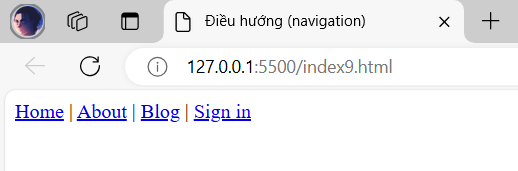 Điều hướng (navigation)
127.0.0.1:5500/index9.html
Home | About | Blog | Sign in